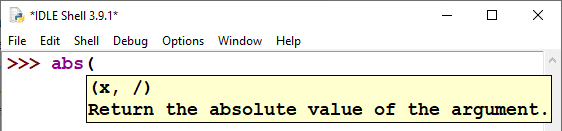 *IDLE Shell 3.9.1*
File Edit Shell Debug Options Window Help
>>> abs(
(x, /)
Return the absolute value of the argument.